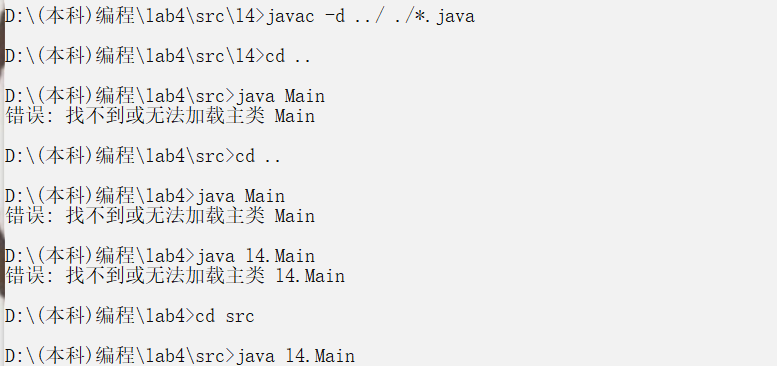 D:\(本科)编程\lab4\src\l4>javac -d ../ ./*.java
D:\(本科)编程\lab4\src\l4>cd ..
D:\(本科)编程\lab4\src>java Main
错误: 找不到或无法加载主类 Main
D:\(本科)编程\lab4\src>cd ..
D:\(本科)编程\lab4>java Main
错误: 找不到或无法加载主类 Main
D:\(本科)编程\lab4>java l4.Main
错误: 找不到或无法加载主类 l4.Main
D:\(本科)编程\lab4>cd src
D:\(本科)编程\lab4\src>java l4.Main